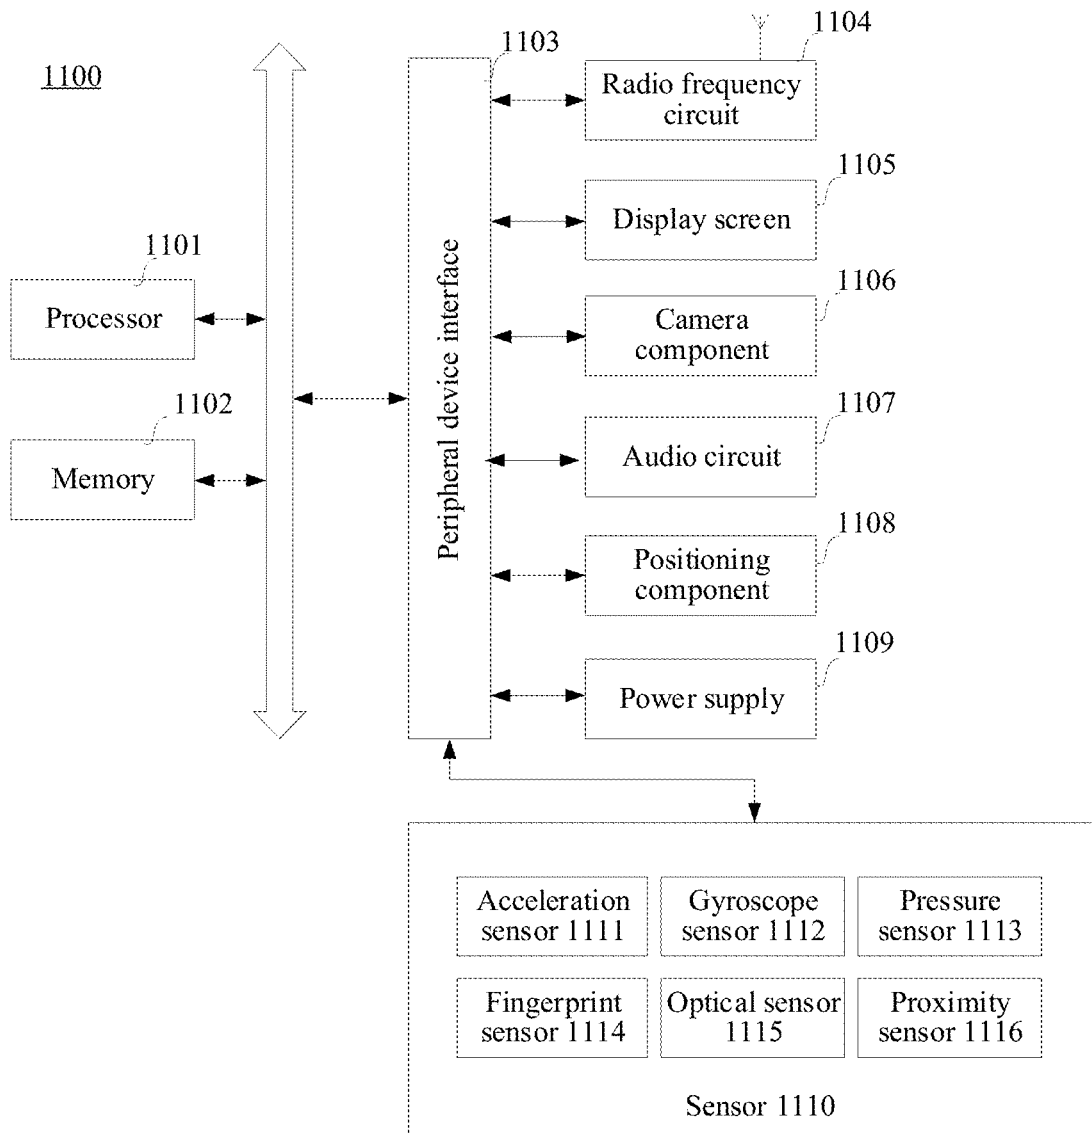 1100
1103
1104
Radio frequency
circuit
1105
Display screen
1101
Processor
1106
Camera
component
1102
Memory
Peripheral device interface
1107
Audio circuit
1108
Positioning
component
1109
Power supply
Acceleration
sensor 1111
Gyroscope
sensor 1112
Pressure
sensor 1113
Fingerprint
sensor 1114
Optical sensor
1115
Proximity
sensor 1116
Sensor 1110